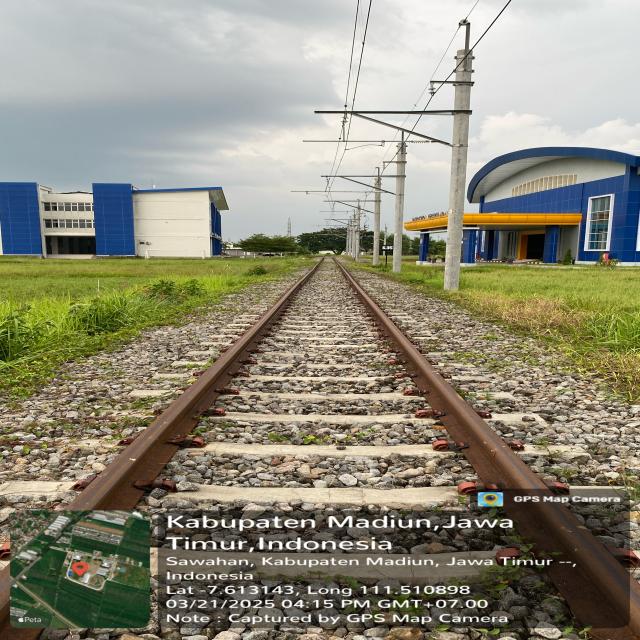 GPS Map Camera
Kabupaten Madiun,Jawa
Timur,Indonesia
Sawahan, Kabupaten Madiun, Jawa Timur --,
Indonesia
Lat -7.613143, Long 111.510898
03/21/2025 04:15 PM GMT+07.00
Note : Captured by GPS Map Camera
Peta